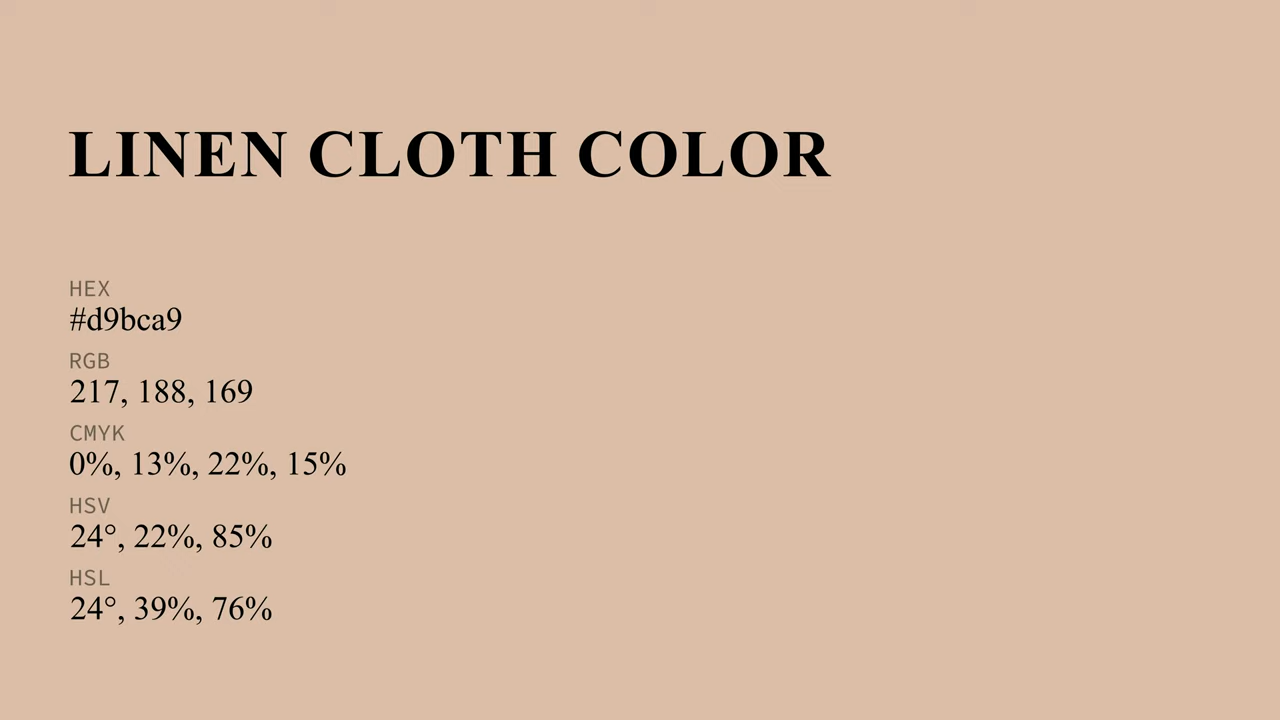 LINEN CLOTH COLOR
HEX
#d9bca9
RGB
217, 188, 169
CMYK
0%, 13%, 22%, 15%
HSV
24°, 22%, 85%
HSL
24°, 39%, 76%